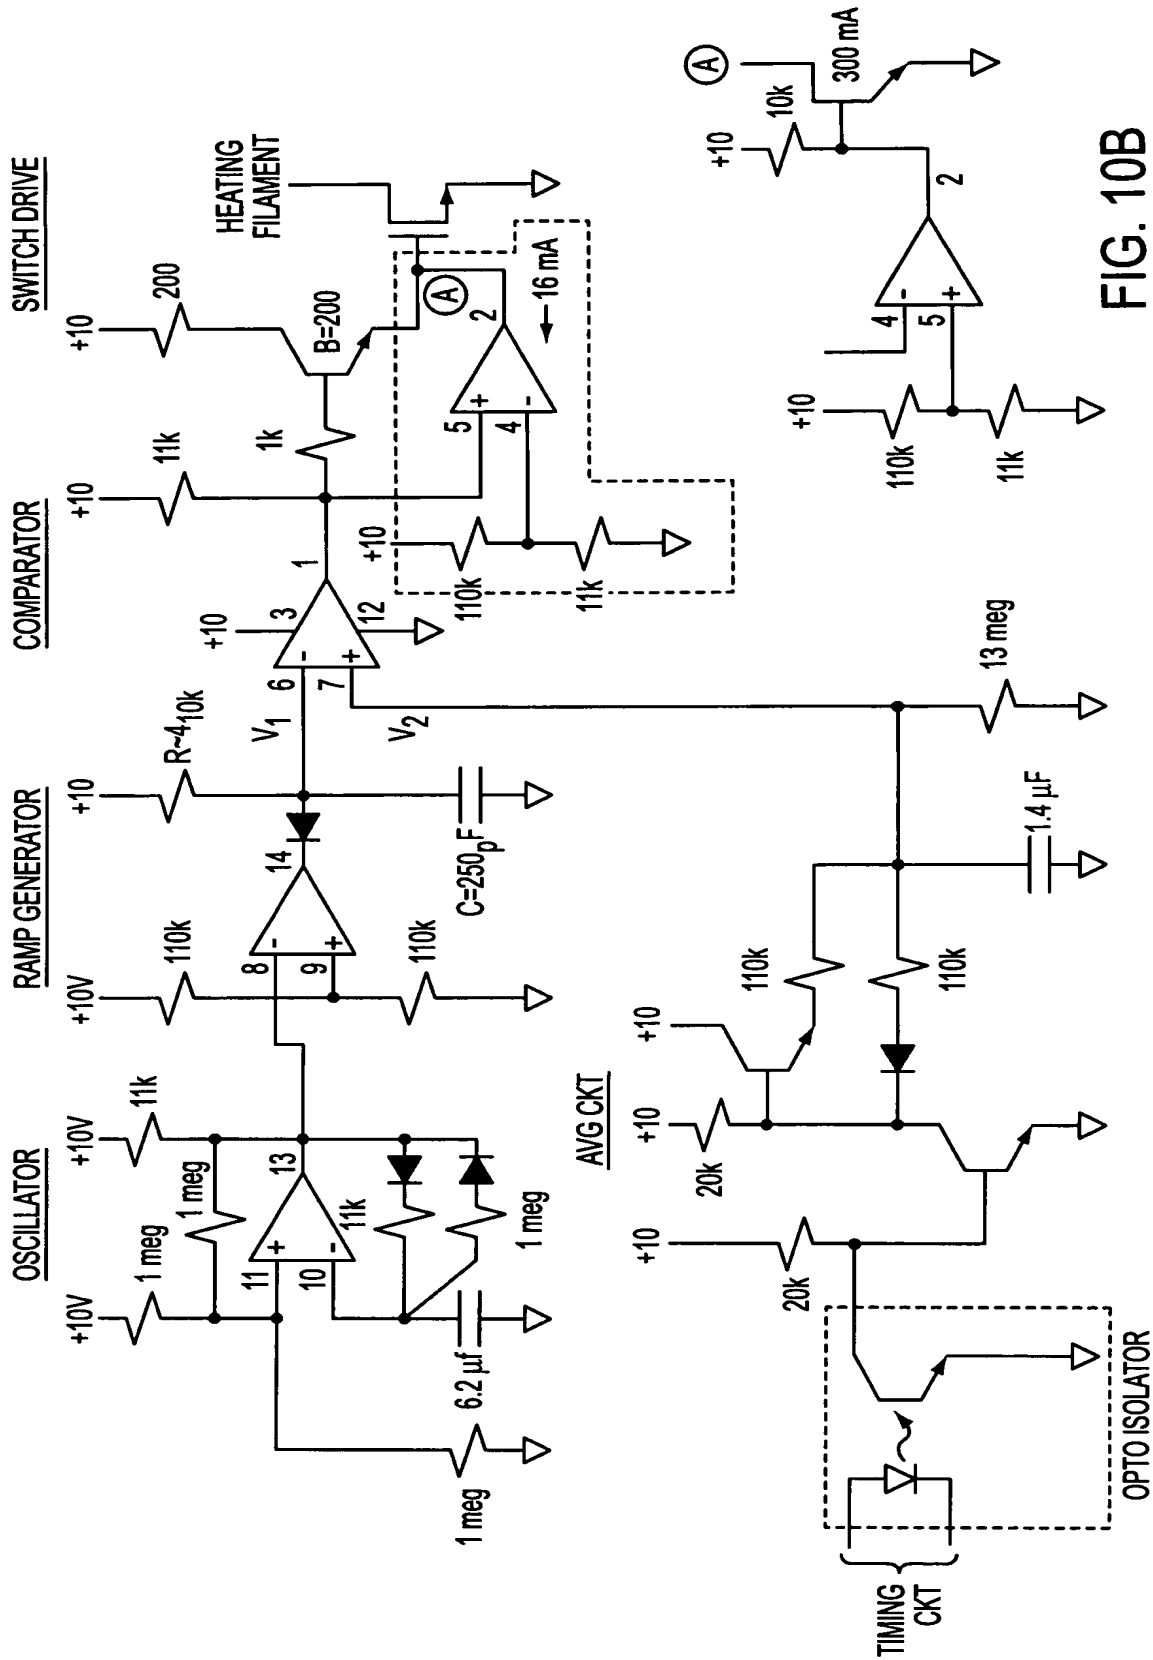 OSCILLATOR
RAMP GENERATOR
COMPARATOR
SWITCH DRIVE
+10V
1 meg
1 meg
+10V
11k
11
10
+
-
13
11k
1 meg
6.2 µf
1 meg
+10V
110k
8
9
-
+
14
110k
+10
R~410k
C=250pF
V1
V2
6
7
-
+
+10
3
12
1
+10
11k
1k
+10
200
B=200
HEATING
FILAMENT
A
+10
110k
11k
5
4
+
-
2
16 mA
AVG CKT
TIMING
CKT
OPTO ISOLATOR
+10
20k
+10
20k
+10
110k
110k
1.4 µF
13 meg
+10
110k
11k
4
5
-
+
2
+10
10k
A
300 mA
FIG. 10B